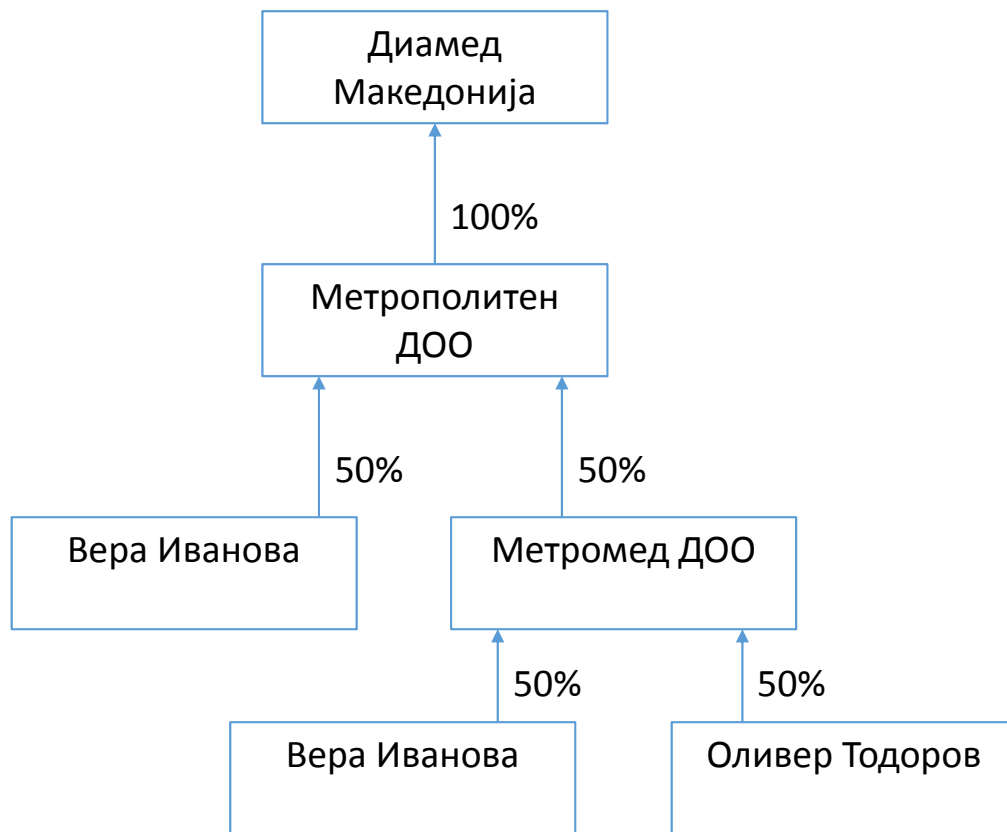 Диамед
Македонија
100%
Метрополитен
ДОО
50%
50%
Вера Иванова
Метромед ДОО
50%
50%
Вера Иванова
Оливер Тодоров